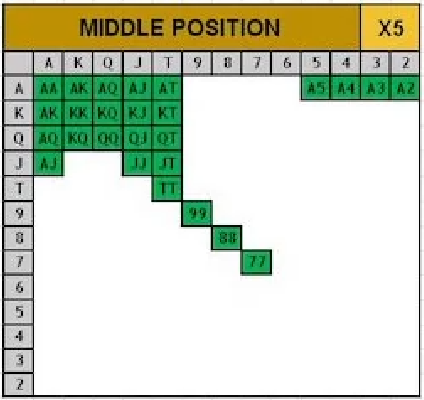 MIDDLE POSITION X5
A K Q J T 9 8 7 6 5 4 3 2
A AA AK AQ AJ AT A5 A4 A3 A2
K AK KK KQ KJ KT
Q AQ KQ QQ QJ QT
J AJ JJ JT
T TT
9 99
8 88
7 77
6
5
4
3
2